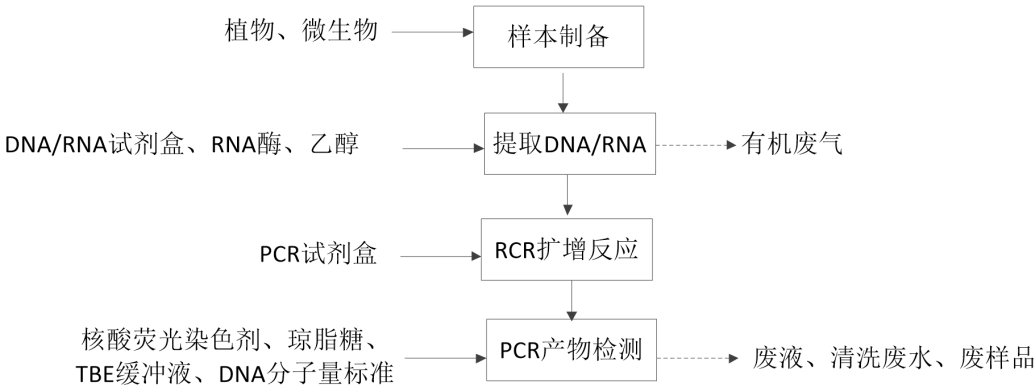 植物、微生物
样本制备
DNA/RNA试剂盒、RNA酶、乙醇
提取DNA/RNA
有机废气
PCR试剂盒
RCR扩增反应
核酸荧光染色剂、琼脂糖、
TBE缓冲液、DNA分子量标准
PCR产物检测
废液、清洗废水、废样品